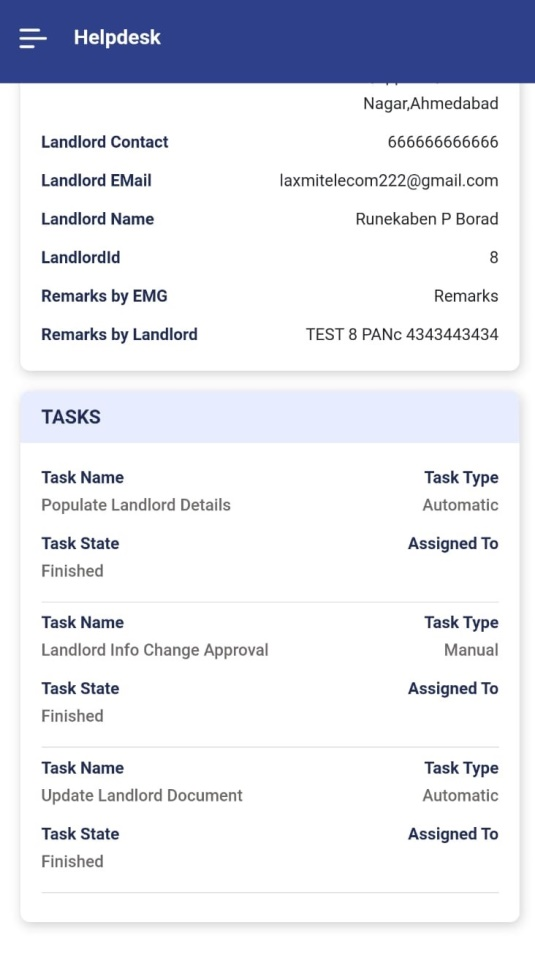 Helpdesk
Nagar,Ahmedabad
Landlord Contact 666666666666
Landlord EMail laxmitelecom222@gmail.com
Landlord Name Runekaben P Borad
LandlordId 8
Remarks by EMG Remarks
Remarks by Landlord TEST 8 PANc 4343443434
TASKS
Task Name Task Type
Populate Landlord Details Automatic
Task State Assigned To
Finished
Task Name Task Type
Landlord Info Change Approval Manual
Task State Assigned To
Finished
Task Name Task Type
Update Landlord Document Automatic
Task State Assigned To
Finished